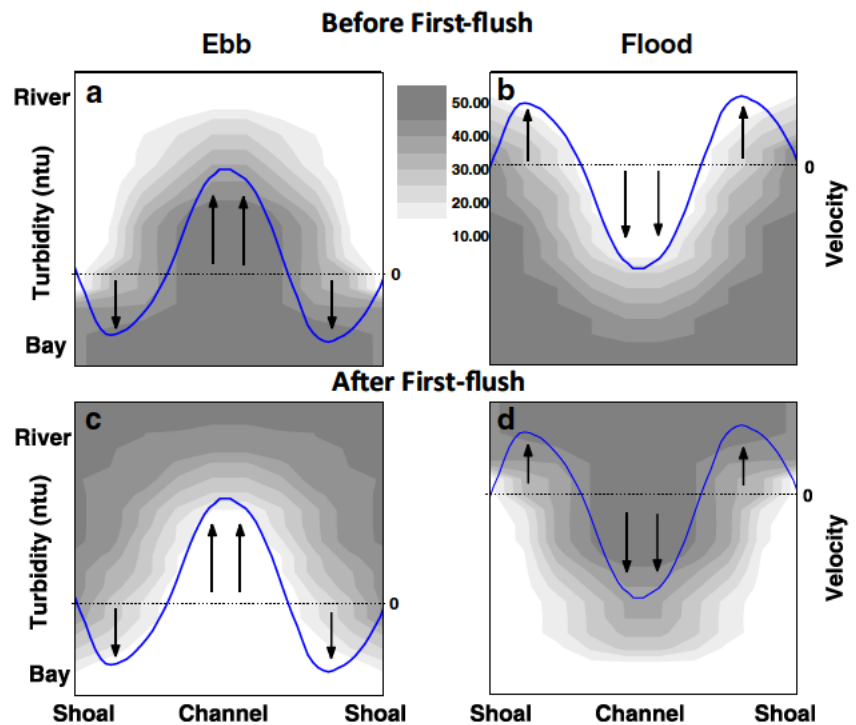 Before First-flush
Ebb
Flood
River
a
b
Turbidity (ntu)
50.00
40.00
30.00
20.00
10.00
0
0
Velocity
Bay
After First-flush
c
d
River
Turbidity (ntu)
0
0
Velocity
Bay
Shoal Channel Shoal
Shoal Channel Shoal